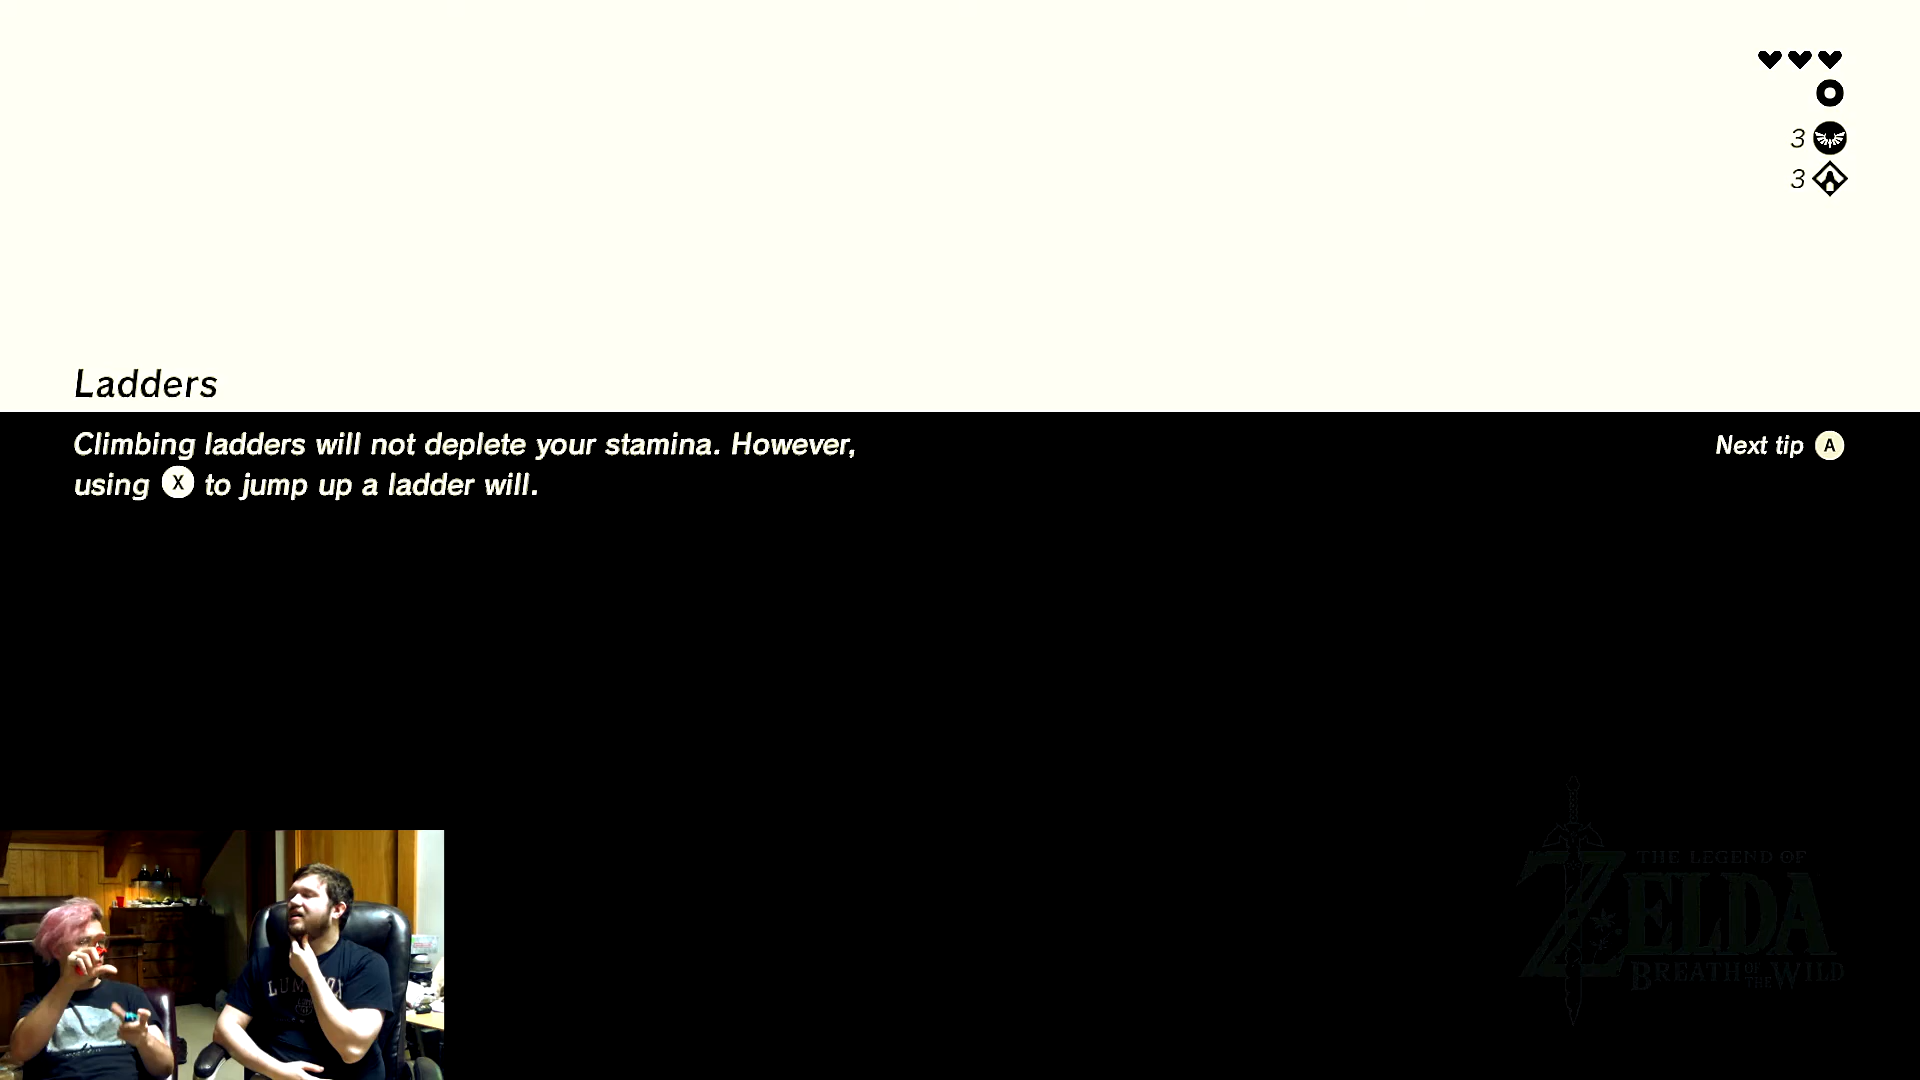 3
3
Ladders
Climbing ladders will not deplete your stamina. However,
using X to jump up a ladder will.
Next tip A
THE LEGEND OF
ZELDA
BREATH OF THE WILD